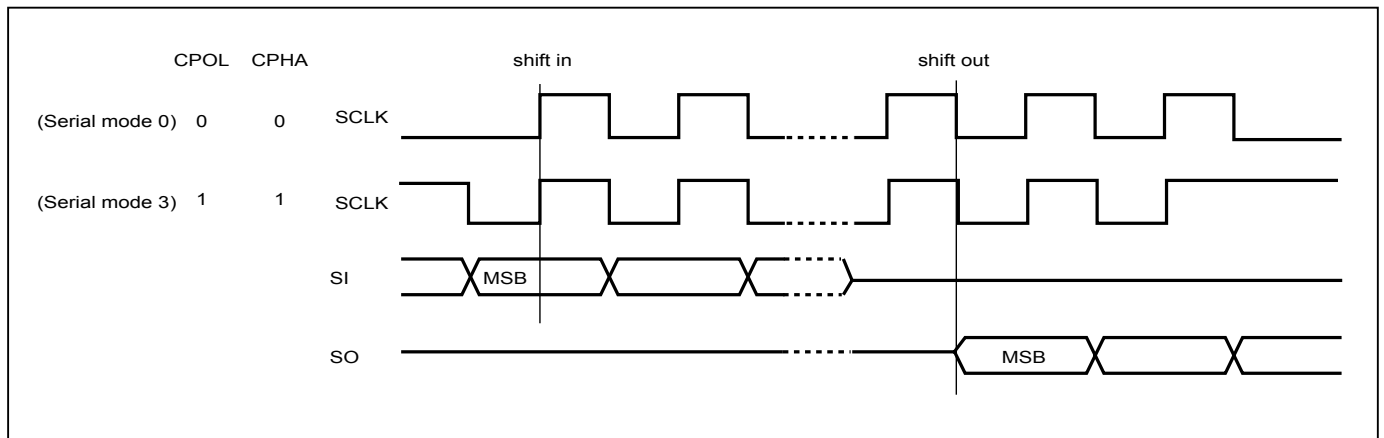 CPOL CPHA shift in shift out
(Serial mode 0) 0 0 SCLK
(Serial mode 3) 1 1 SCLK
SI MSB
SO MSB